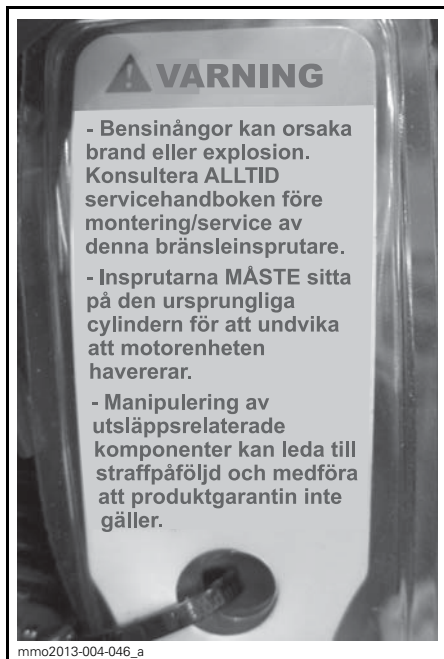 VARNING
- Bensinångor kan orsaka
brand eller explosion.
Konsultera ALLTID
servicehandboken före
montering/service av
denna bränsleinsprutare.
- Insprutarna MÅSTE sitta
på den ursprungliga
cylindern för att undvika
att motorenheten
havererar.
- Manipulering av
utsläppsrelaterade
komponenter kan leda till
straffpåföljd och medföra
att produktgarantin inte
gäller.
mmo2013-004-046_a